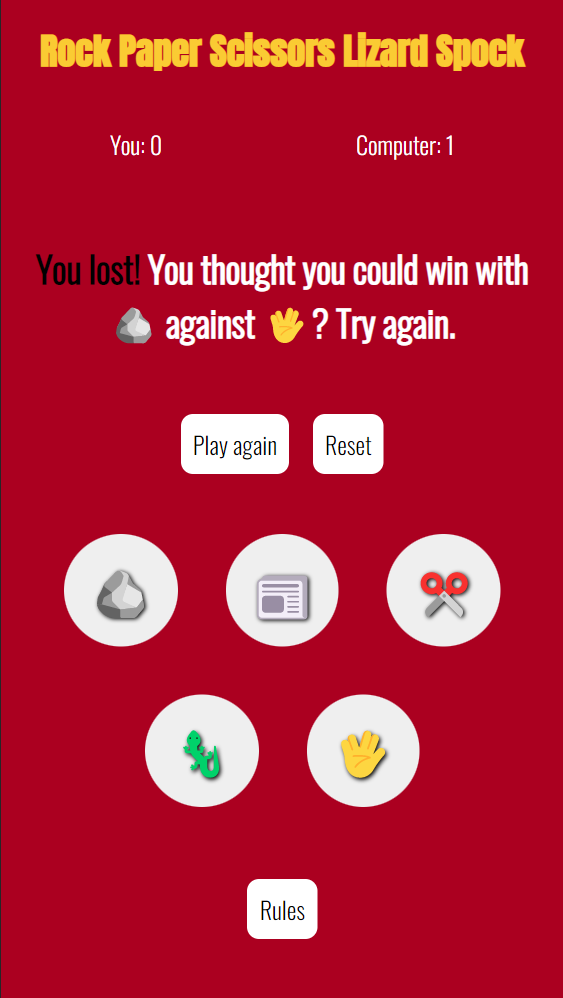 Rock Paper Scissors Lizard Spock
You: 0 Computer: 1
You lost! You thought you could win with
🪨 against 🖖? Try again.
Play again Reset
Rules